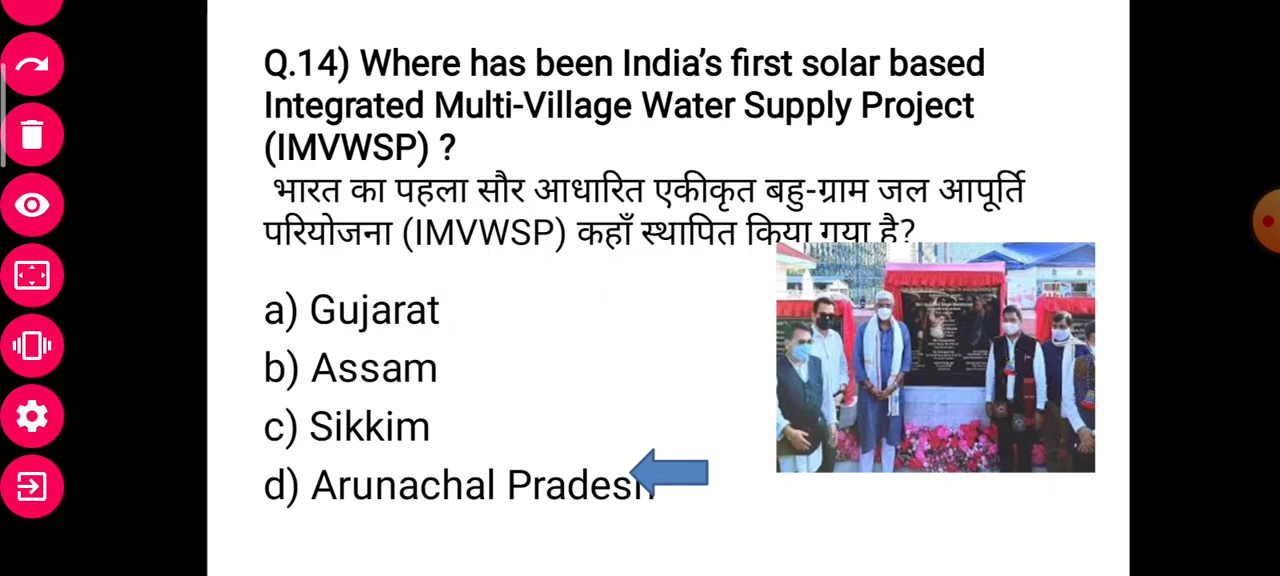 Q.14) Where has been India’s first solar based
Integrated Multi-Village Water Supply Project
(IMVWSP) ?
भारत का पहला सौर आधारित एकीकृत बहु-ग्राम जल आपूर्ति
परियोजना (IMVWSP) कहाँ स्थापित किया गया है?
a) Gujarat
b) Assam
c) Sikkim
d) Arunachal Pradesh